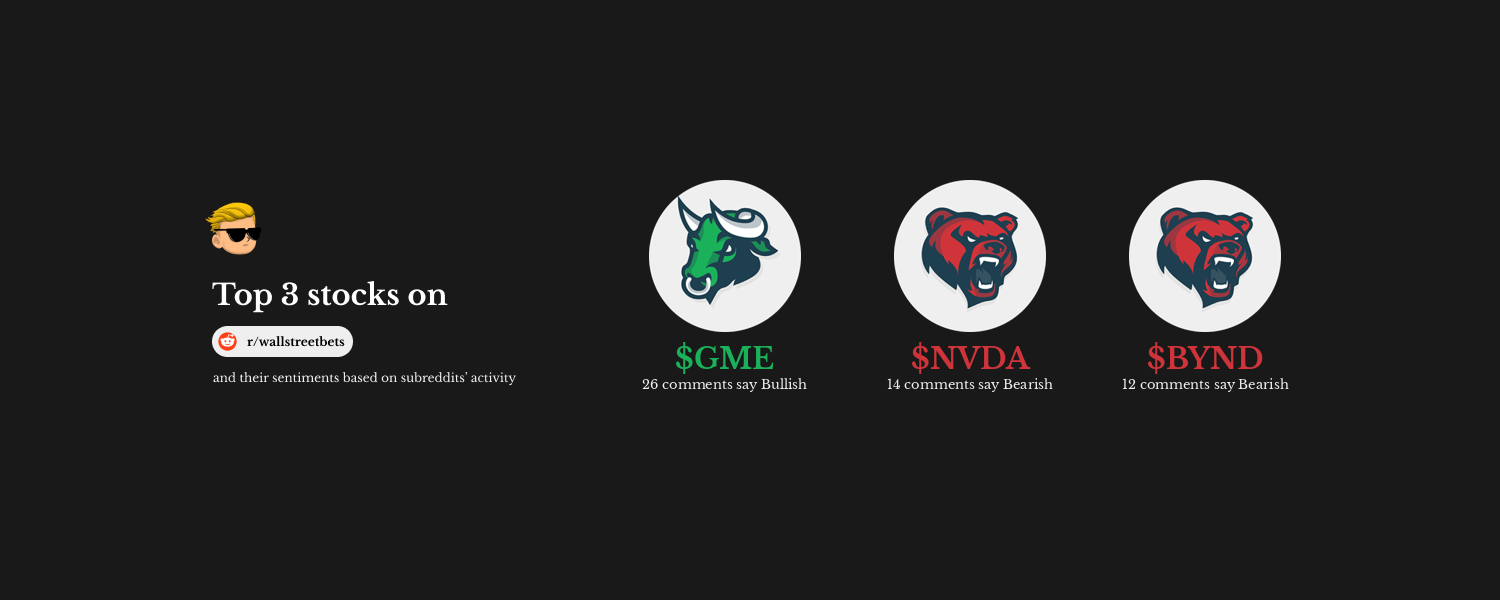 Top 3 stocks on
r/wallstreetbets
and their sentiments based on subreddits' activity
$GME
26 comments say Bullish
$NVDA
14 comments say Bearish
$BYND
12 comments say Bearish